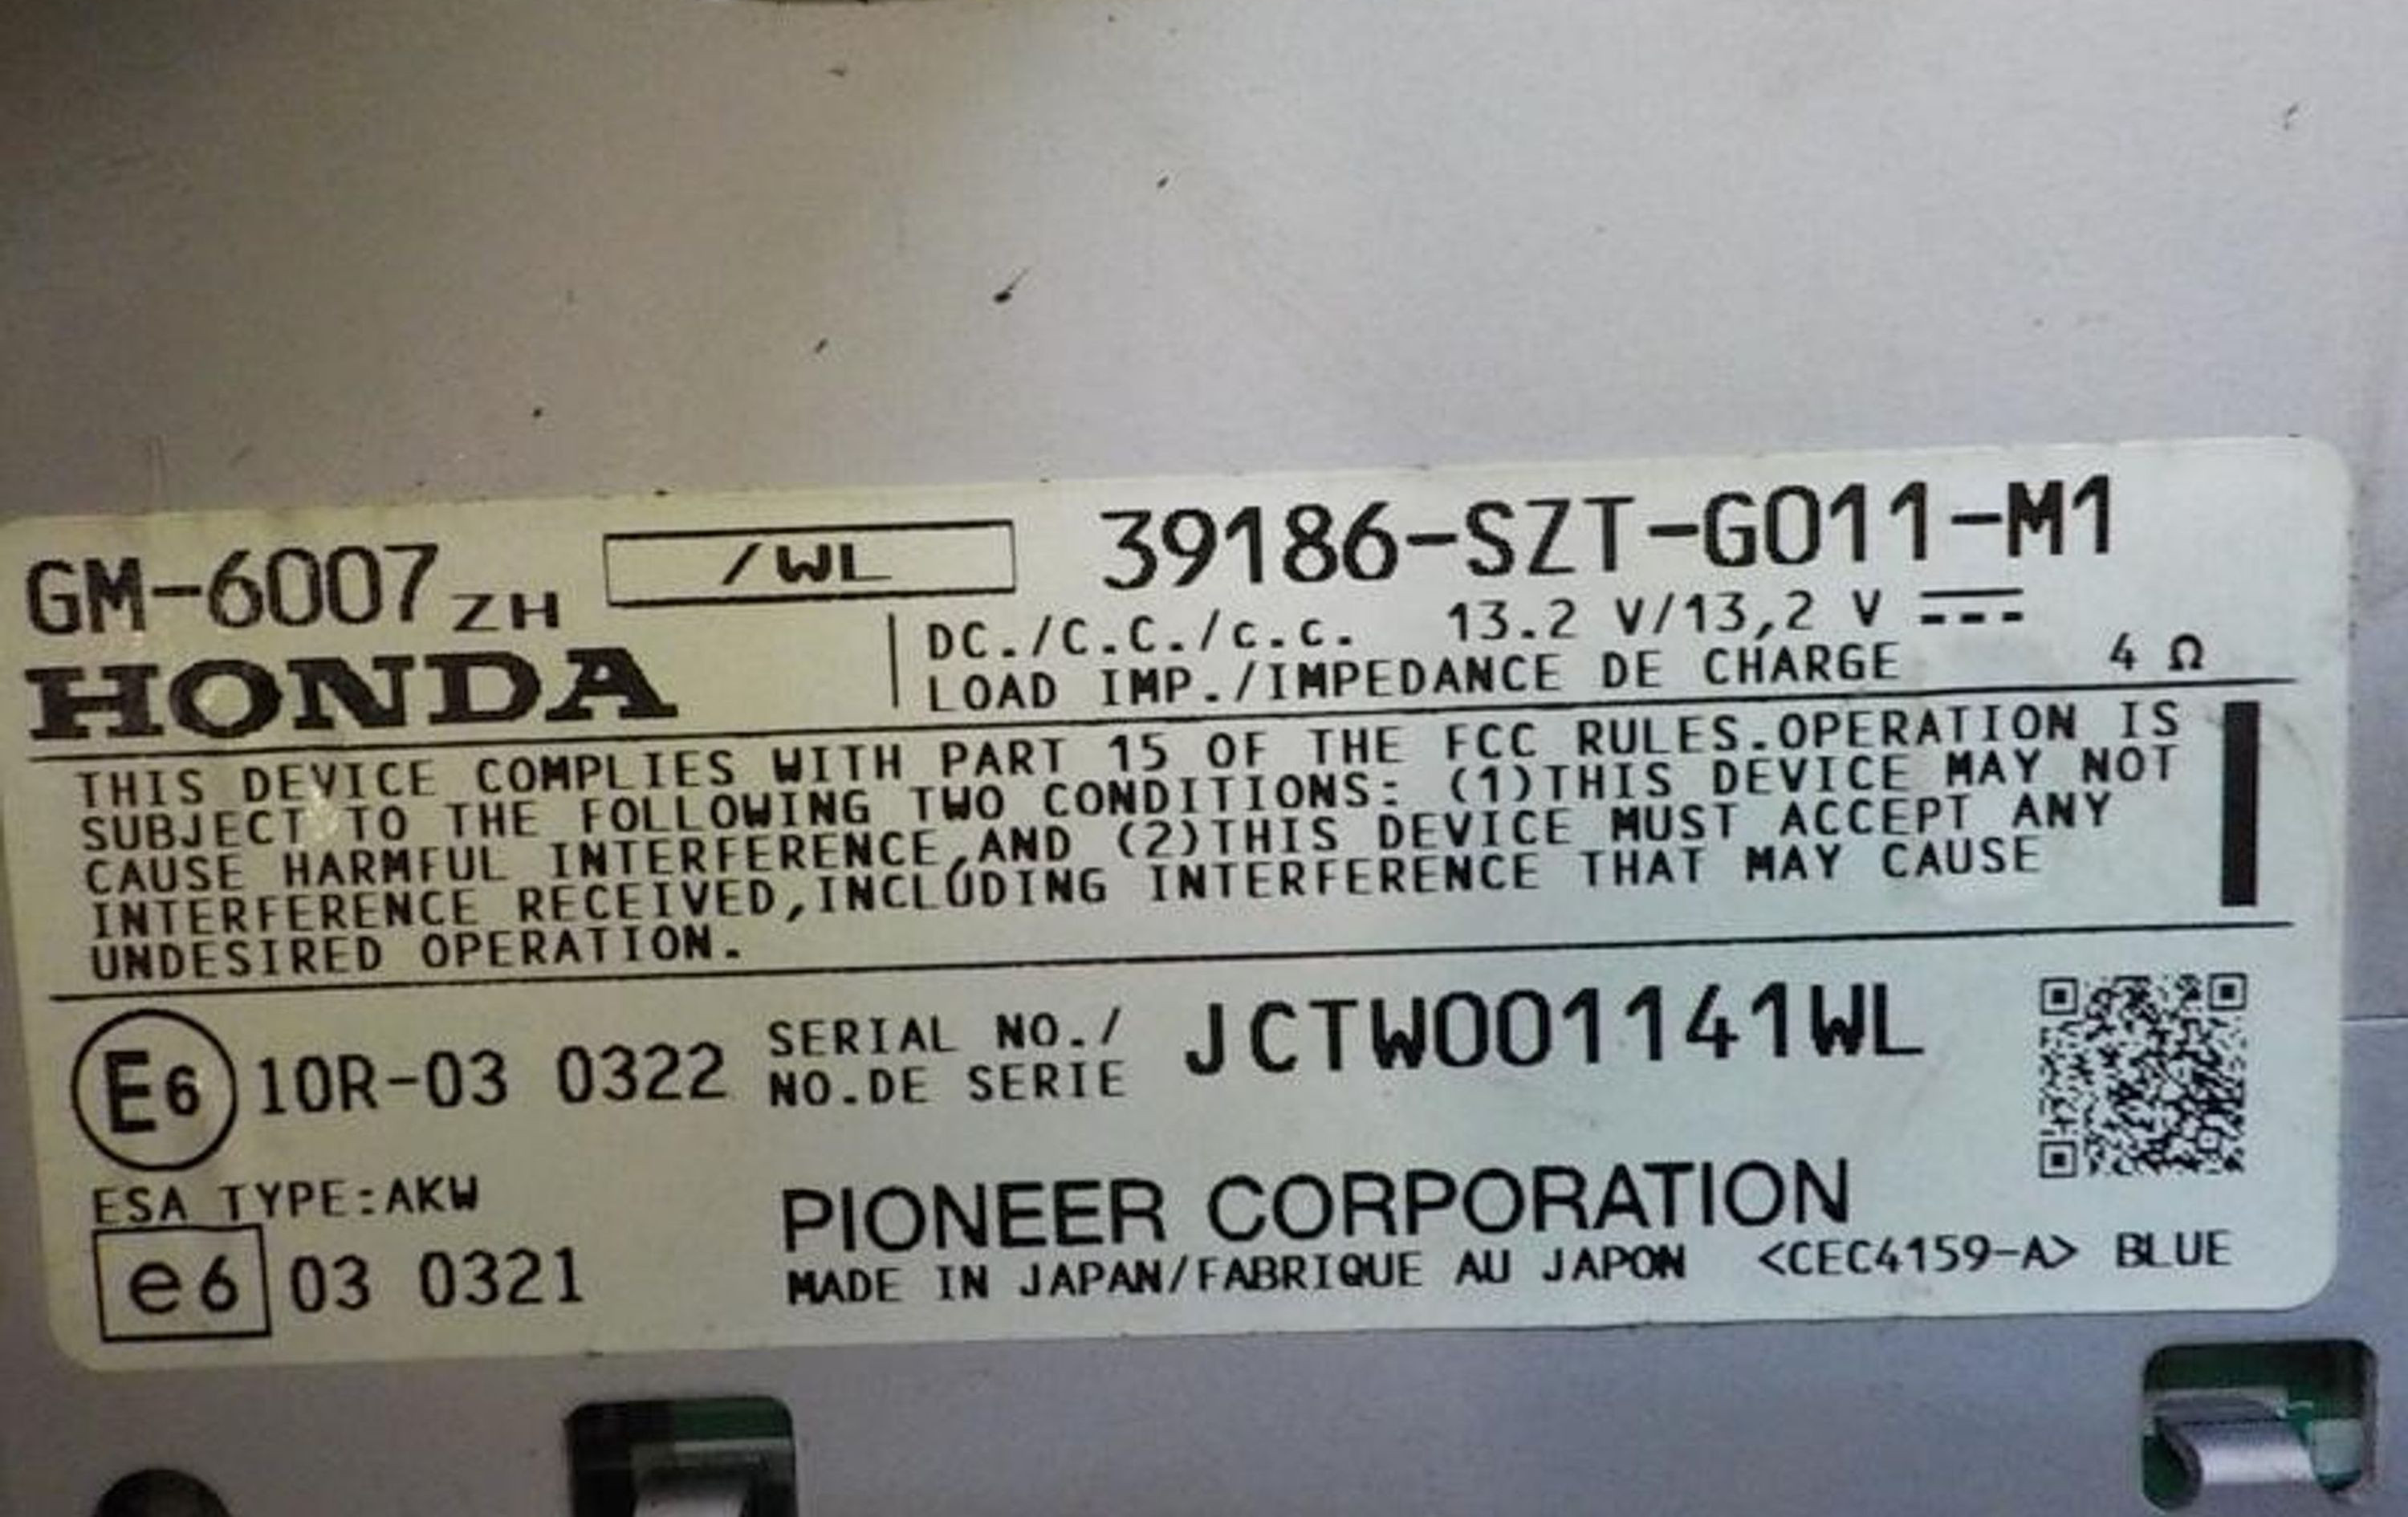 GM-6007 ZH /WL 39186-SZT-G011-M1
HONDA
DC./C.C./c.c. 13.2 V/13,2 V ⎓
LOAD IMP./IMPEDANCE DE CHARGE 4 Ω
THIS DEVICE COMPLIES WITH PART 15 OF THE FCC RULES.OPERATION IS
SUBJECT TO THE FOLLOWING TWO CONDITIONS: (1)THIS DEVICE MAY NOT
CAUSE HARMFUL INTERFERENCE,AND (2)THIS DEVICE MUST ACCEPT ANY
INTERFERENCE RECEIVED,INCLUDING INTERFERENCE THAT MAY CAUSE
UNDESIRED OPERATION.
E6 10R-03 0322
SERIAL NO./
NO.DE SERIE
JCTW001141WL
ESA TYPE:AKW
e6 03 0321
PIONEER CORPORATION
MADE IN JAPAN/FABRIQUE AU JAPON <CEC4159-A> BLUE